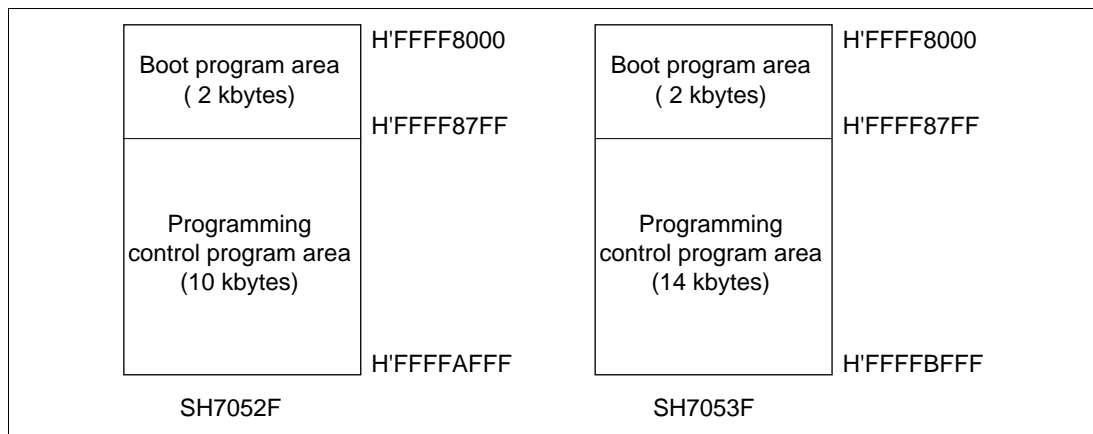 H'FFFF8000
Boot program area
( 2 kbytes)
H'FFFF87FF
Programming
control program area
(10 kbytes)
H'FFFFAFFF
SH7052F
H'FFFF8000
Boot program area
( 2 kbytes)
H'FFFF87FF
Programming
control program area
(14 kbytes)
H'FFFFBFFF
SH7053F